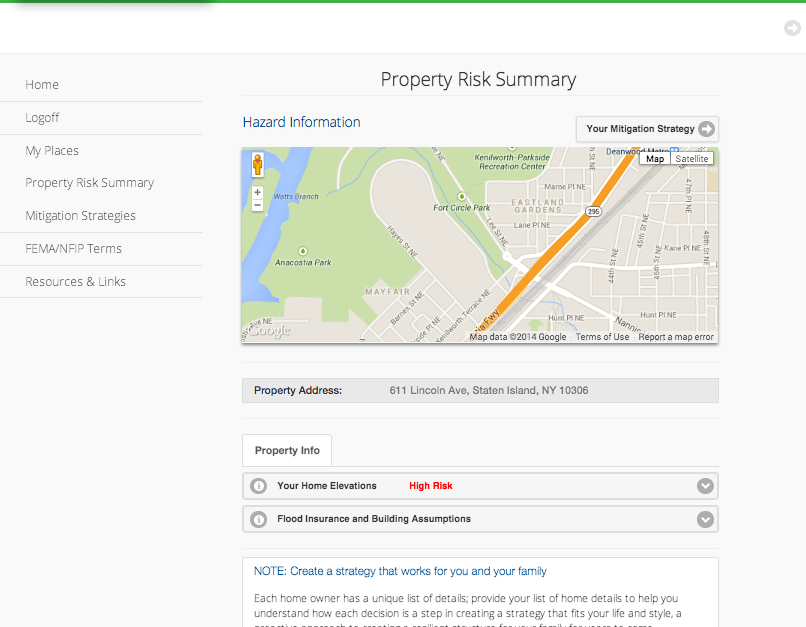 Home
Logoff
My Places
Property Risk Summary
Mitigation Strategies
FEMA/NFIP Terms
Resources & Links
Property Risk Summary
Hazard Information
Your Mitigation Strategy
Map
Satellite
+
−
Deanwood Metro
Kenilworth-Parkside
Recreation Center
Marne Pl NE
Watts Branch
Fort Circle Park
EASTLAND
GARDENS
295
Lane Pl NE
Lee St NE
Hayes St NE
Anacostia Park
MAYFAIR
Barnes St NE
Kenilworth Terrace NE
44th St NE
45th St NE
45th St NE
47th Pl NE
48th St NE
Kane Pl NE
Hunt Pl NE
Hunt Pl NE
Google
Map data ©2014 Google
Terms of Use
Report a map error
Property Address:
611 Lincoln Ave, Staten Island, NY 10306
Property Info
Your Home Elevations
High Risk
Flood Insurance and Building Assumptions
NOTE: Create a strategy that works for you and your family
Each home owner has a unique list of details; provide your list of home details to help you
understand how each decision is a step in creating a strategy that fits your life and style, a